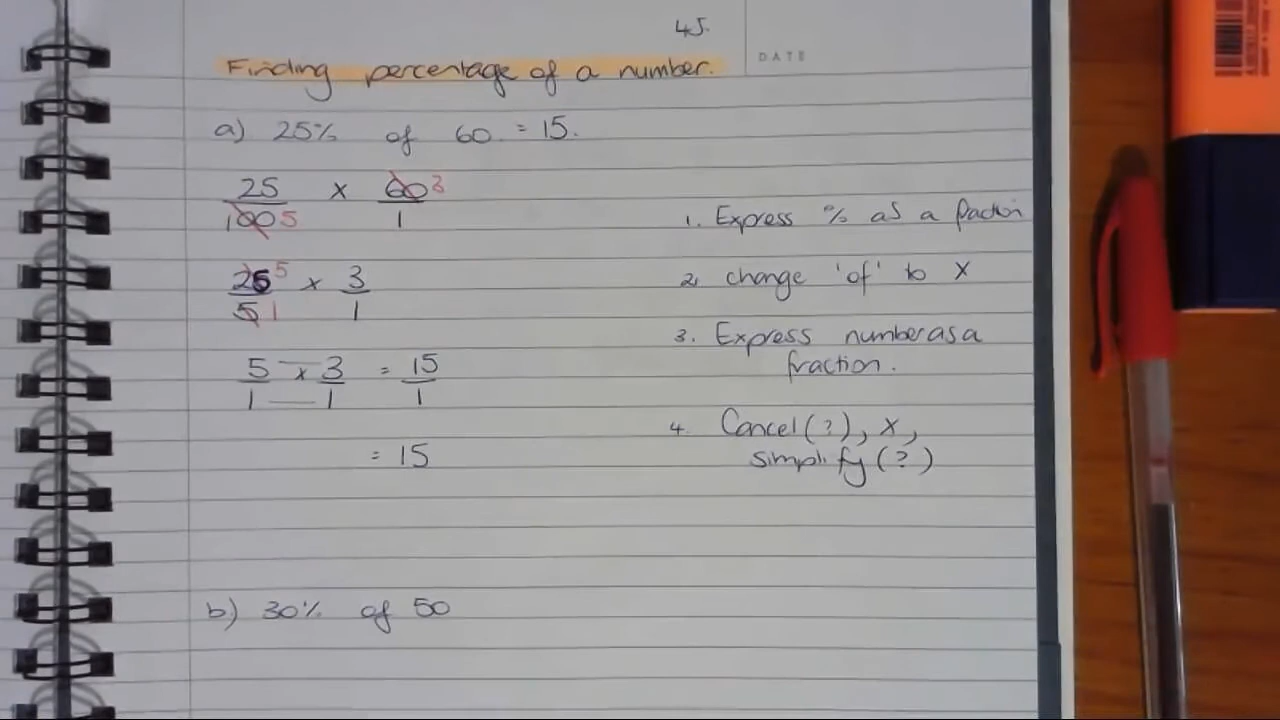 45.
DATE
Finding percentage of a number.
a) 25% of 60 = 15.
25/100 5 x 60 3/1
25 5/5 1 x 3/1
5/1 x 3/1 = 15/1
= 15
1. Express % as a faction
2. change 'of' to x
3. Express number as a
fraction.
4. Cancel (?), x,
simplify (?)
b) 30% of 50